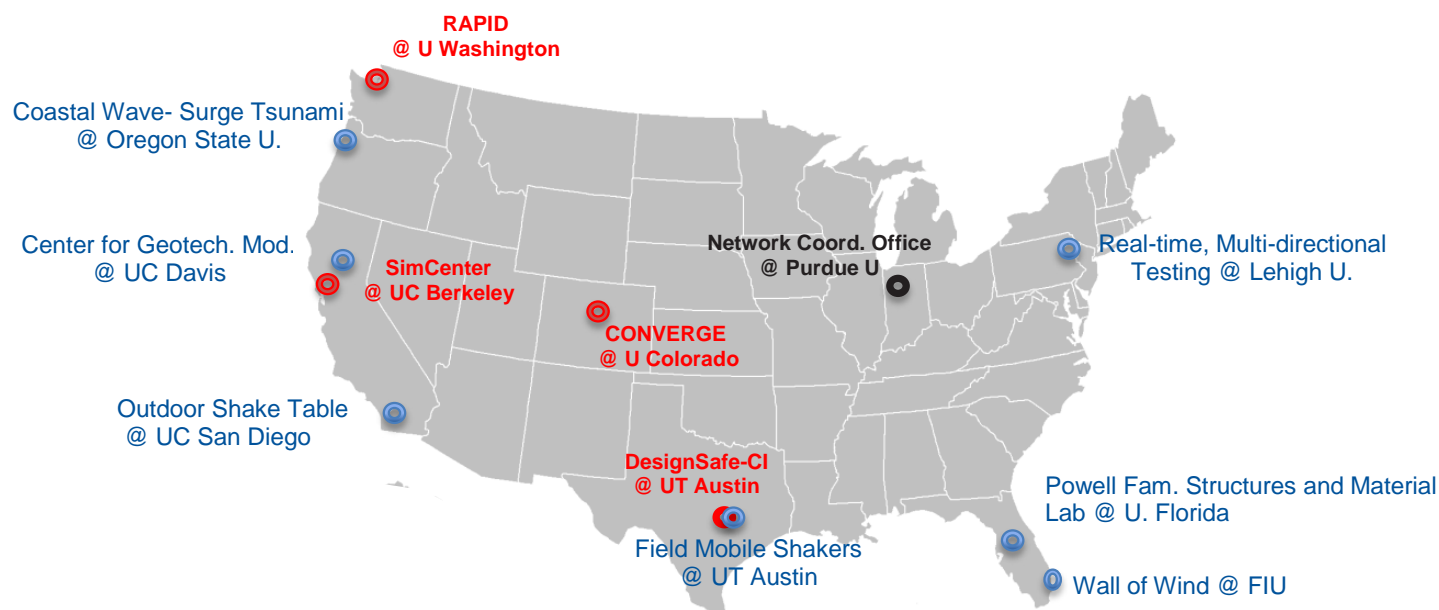 RAPID
@ U Washington
Coastal Wave- Surge Tsunami
@ Oregon State U.
Center for Geotech. Mod.
@ UC Davis
SimCenter
@ UC Berkeley
Network Coord. Office
@ Purdue U
Real-time, Multi-directional
Testing @ Lehigh U.
CONVERGE
@ U Colorado
Outdoor Shake Table
@ UC San Diego
DesignSafe-CI
@ UT Austin
Field Mobile Shakers
@ UT Austin
Powell Fam. Structures and Material
Lab @ U. Florida
Wall of Wind @ FIU